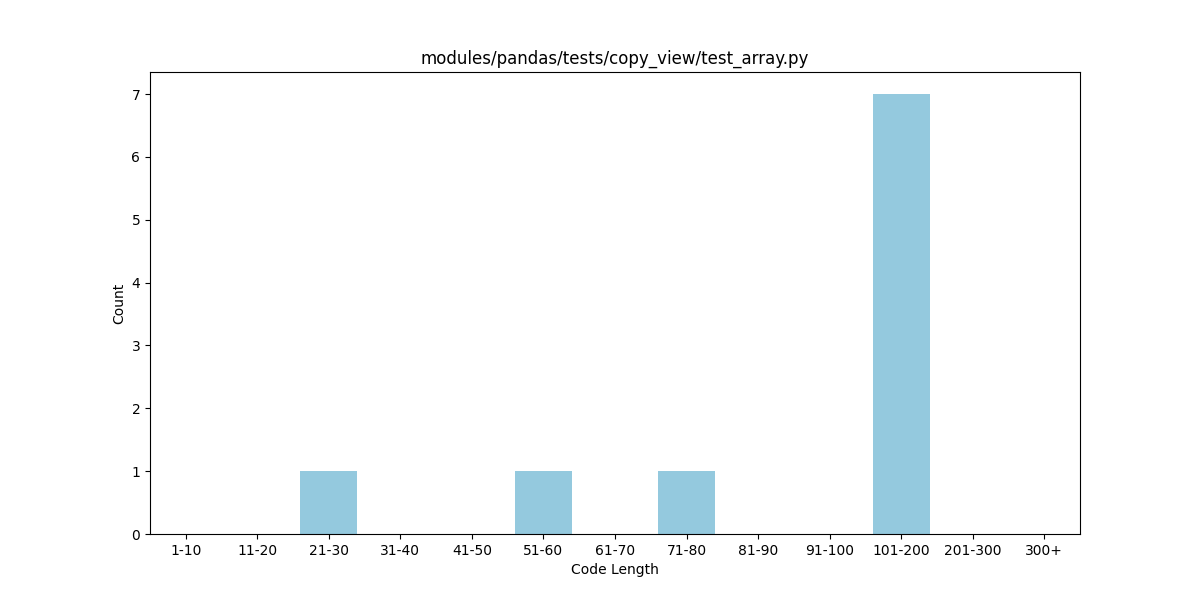 modules/pandas/tests/copy_view/test_array.py
Count
7
6
5
4
3
2
1
0
1-10 11-20 21-30 31-40 41-50 51-60 61-70 71-80 81-90 91-100 101-200 201-300 300+
Code Length